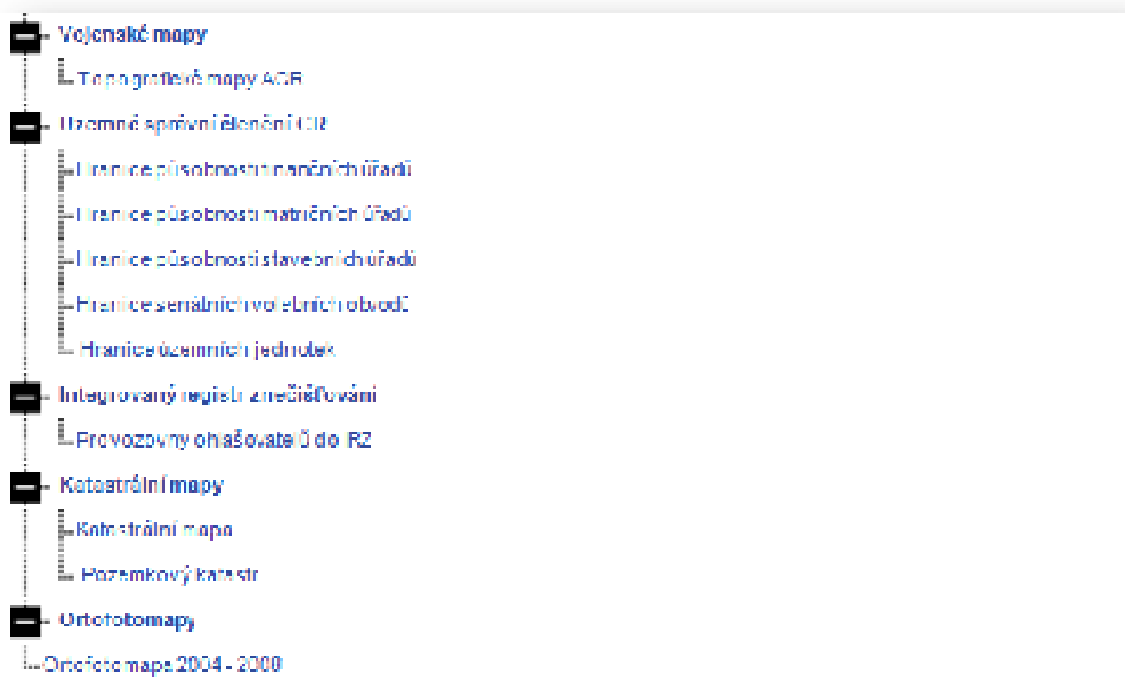 Vojenské mapy
Topografické mapy AČR
Územně správní členění ČR
Hranice působnosti finančních úřadů
Hranice působnosti matričních úřadů
Hranice působnosti stavebních úřadů
Hranice senátních volebních obvodů
Hranice územních jednotek
Integrovaný registr znečišťování
Provozovny ohlašovatelů do IRZ
Katastrální mapy
Katastrální mapa
Pozemkový katastr
Ortofotomapy
Ortofotomapa 2004 -